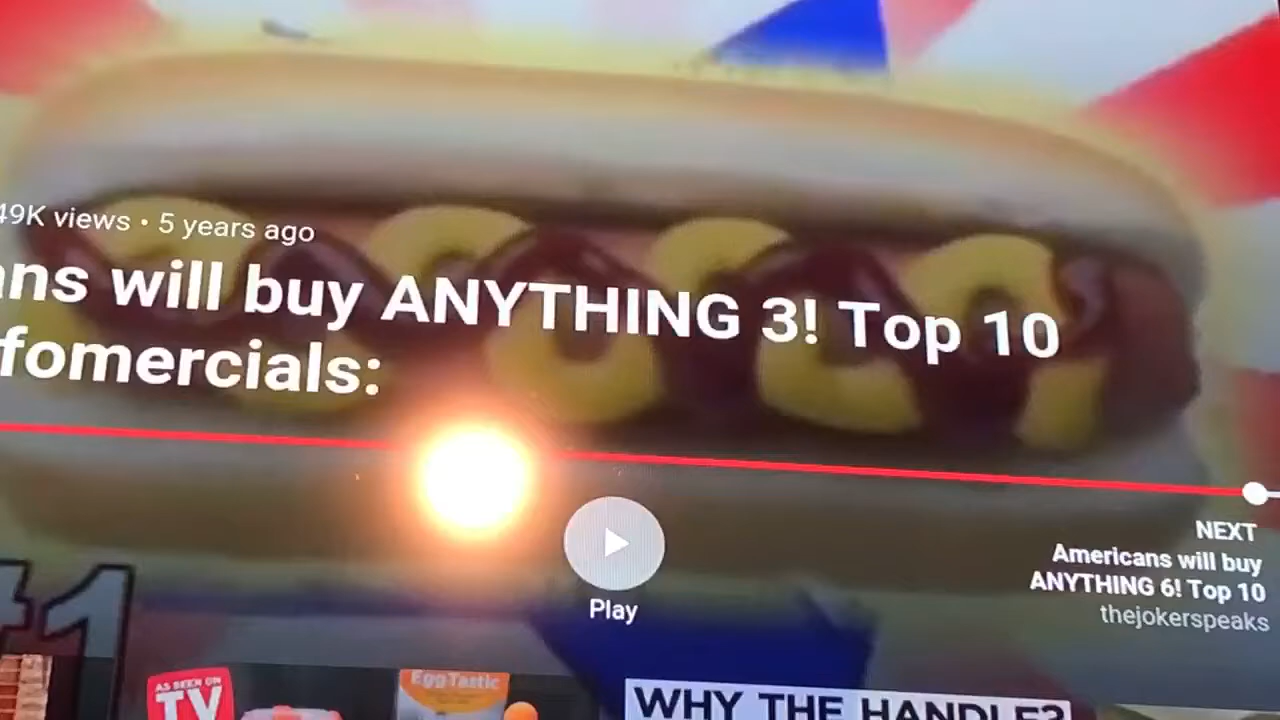 49K views • 5 years ago
ans will buy ANYTHING 3! Top 10
fomercials:
Play
NEXT
Americans will buy
ANYTHING 6! Top 10
thejokerspeaks
#1
AS SEEN ON
TV
EggTastic
WHY THE HANDLE?